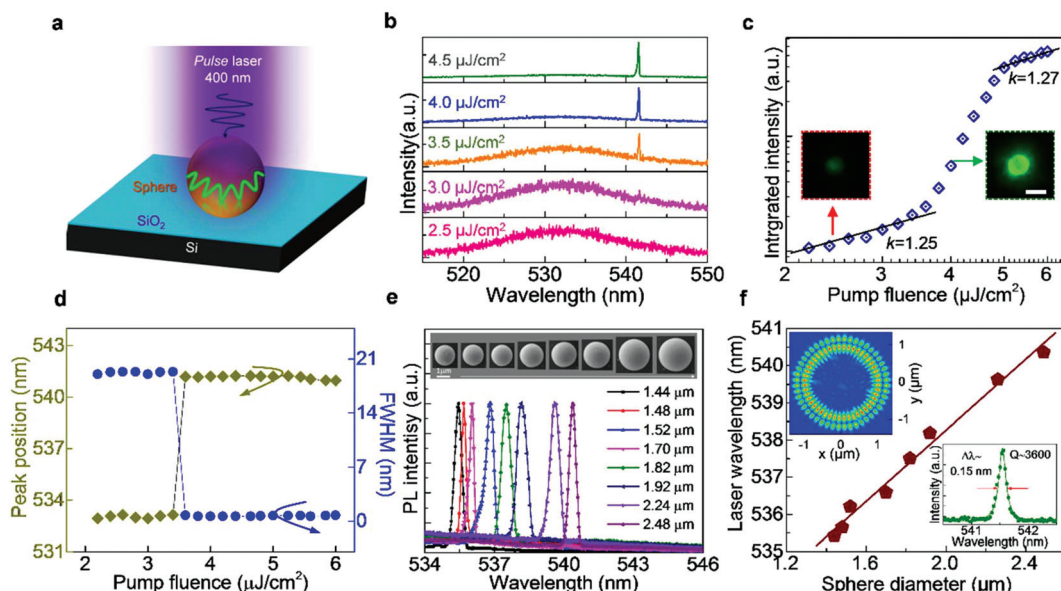 a
Pulse laser
400 nm
Sphere
SiO2
Si
b
4.5 µJ/cm2
4.0 µJ/cm2
3.5 µJ/cm2
3.0 µJ/cm2
2.5 µJ/cm2
Intensity(a.u.)
520 530 540 550
Wavelength (nm)
c
Intrgrated intensity (a.u.)
k=1.27
k=1.25
2 3 4 5 6
Pump fluence (µJ/cm2)
d
Peak position (nm)
543
540
537
534
531
FWHM (nm)
21
14
7
0
2 3 4 5 6
Pump fluence (µJ/cm2)
e
PL intentisy (a.u.)
1µm
1.44 µm
1.48 µm
1.52 µm
1.70 µm
1.82 µm
1.92 µm
2.24 µm
2.48 µm
534 537 540 543 546
Wavelength (nm)
f
Laser wavelength (nm)
541
540
539
538
537
536
535
1
0
-1
y (µm)
-1 0 1
x (µm)
Δλ~
0.15 nm
Q~3600
Intensity (a.u.)
541 542
Wavelength (nm)
1.2 1.6 2.0 2.4 2.8
Sphere diameter (µm)